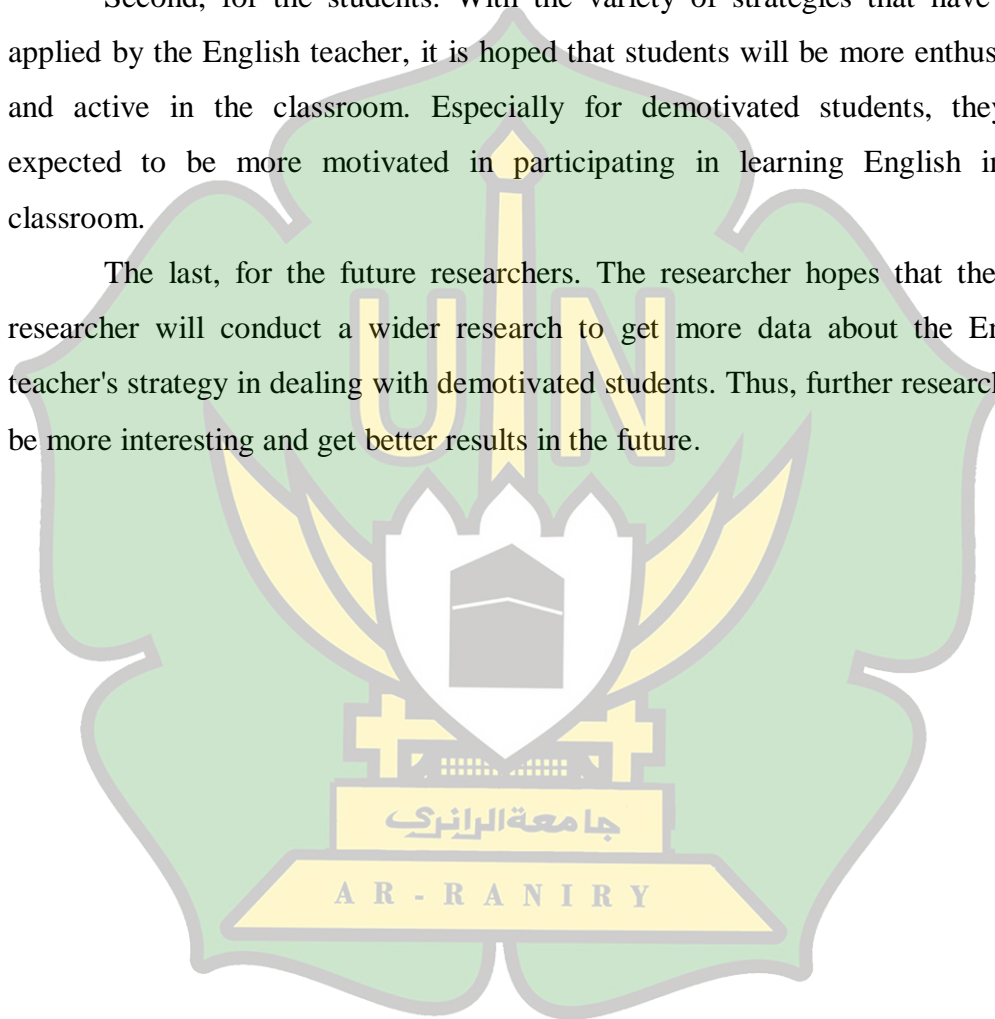 Second, for the students. With the variety of strategies that have
applied by the English teacher, it is hoped that students will be more enthus
and active in the classroom. Especially for demotivated students, they
expected to be more motivated in participating in learning English in
classroom.
The last, for the future researchers. The researcher hopes that the
researcher will conduct a wider research to get more data about the En
teacher's strategy in dealing with demotivated students. Thus, further research
be more interesting and get better results in the future.
UIN
جامعةالرانري
AR-RANIRY